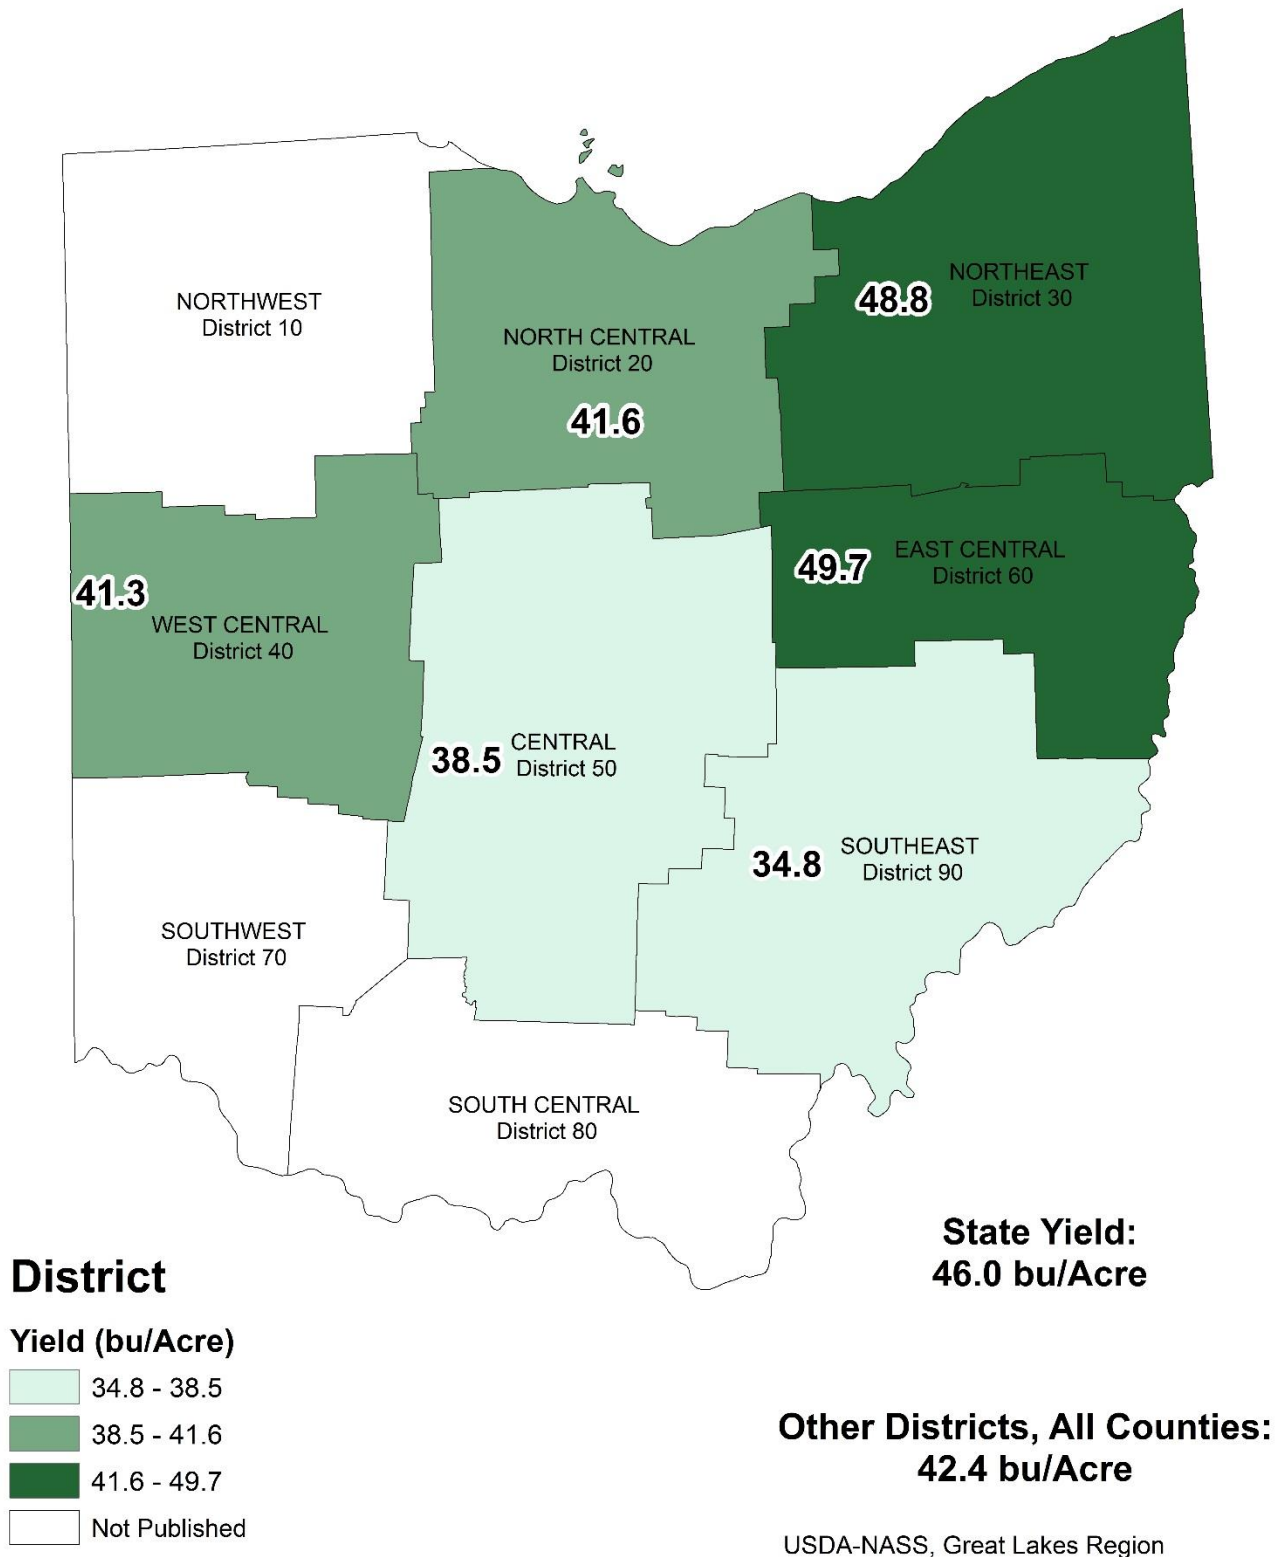 NORTHWEST
District 10
NORTH CENTRAL
District 20
41.6
NORTHEAST
District 30
48.8
41.3
WEST CENTRAL
District 40
CENTRAL
District 50
38.5
EAST CENTRAL
District 60
49.7
SOUTHWEST
District 70
SOUTH CENTRAL
District 80
SOUTHEAST
District 90
34.8
State Yield:
46.0 bu/Acre
District
Yield (bu/Acre)
34.8 - 38.5
38.5 - 41.6
41.6 - 49.7
Not Published
Other Districts, All Counties:
42.4 bu/Acre
USDA-NASS, Great Lakes Region